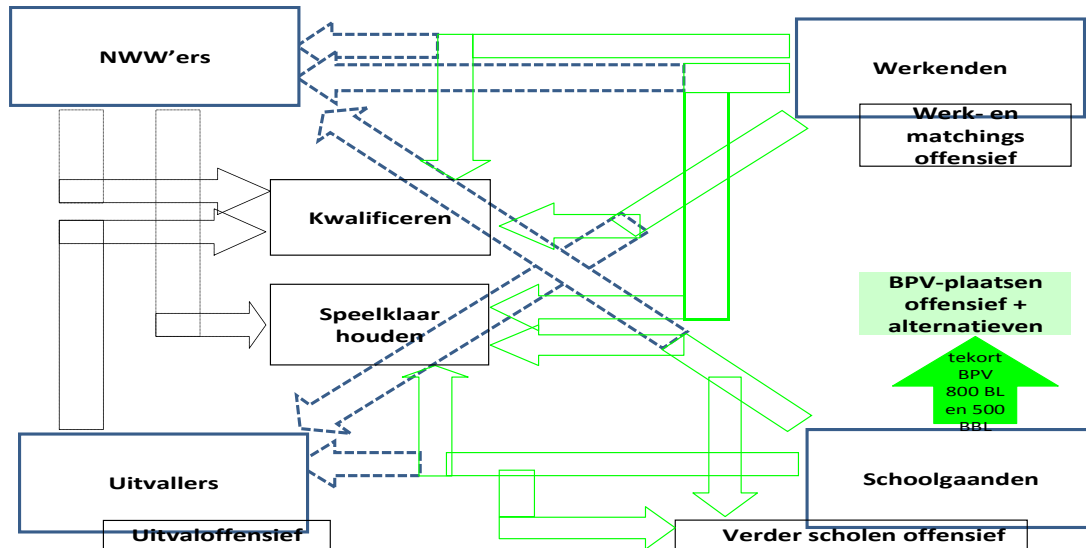 NWW'ers
Werkenden
Werk- en
matchings
offensief
Kwalificeren
Speelklaar
houden
BPV-plaatsen
offensief +
alternatieven
tekort
BPV
800 BL
en 500
BBL
Uitvallers
Schoolgaanden
Uitvaloffensief
Verder scholen offensief